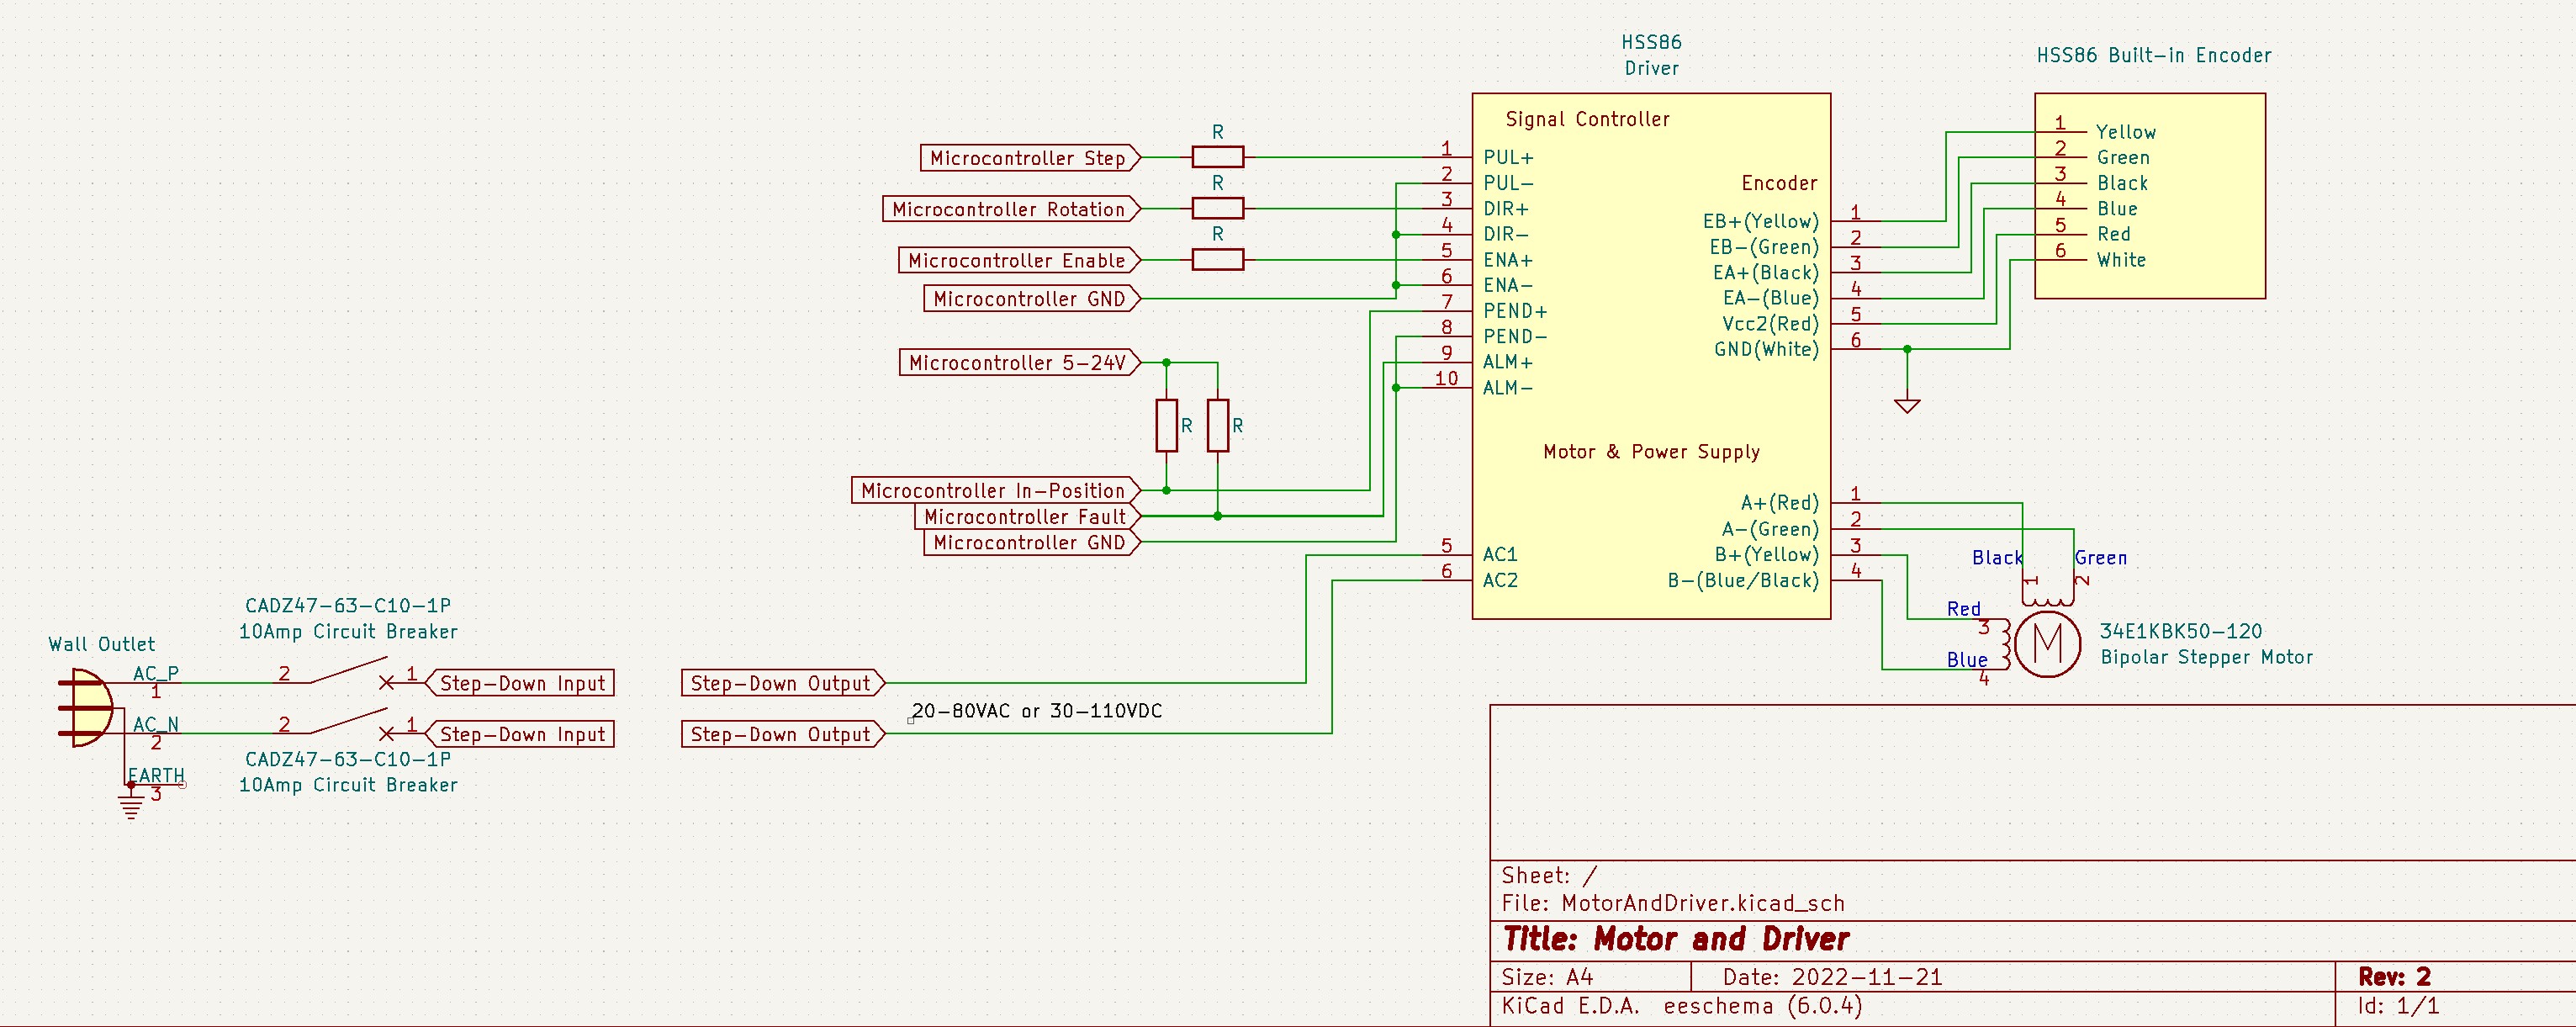 HSS86
Driver
HSS86 Built-in Encoder
Signal Controller
Microcontroller Step
R
1
PUL+
2
PUL-
Microcontroller Rotation
R
3
DIR+
4
DIR-
Microcontroller Enable
R
5
ENA+
6
ENA-
Microcontroller GND
7
PEND+
8
PEND-
Microcontroller 5-24V
9
ALM+
10
ALM-
R
R
Microcontroller In-Position
Microcontroller Fault
Microcontroller GND
5
AC1
6
AC2
Encoder
EB+(Yellow)
1
EB-(Green)
2
EA+(Black)
3
EA-(Blue)
4
Vcc2(Red)
5
GND(White)
6
1
Yellow
2
Green
3
Black
4
Blue
5
Red
6
White
Motor & Power Supply
A+(Red)
1
A-(Green)
2
B+(Yellow)
3
B-(Blue/Black)
4
Black
Green
1
2
Red
3
Blue
4
M
34E1KBK50-120
Bipolar Stepper Motor
CADZ47-63-C10-1P
10Amp Circuit Breaker
Wall Outlet
AC_P
1
2
1
Step-Down Input
Step-Down Output
20-80VAC or 30-110VDC
AC_N
2
2
1
Step-Down Input
Step-Down Output
CADZ47-63-C10-1P
10Amp Circuit Breaker
EARTH
3
Sheet: /
File: MotorAndDriver.kicad_sch
Title: Motor and Driver
Size: A4
Date: 2022-11-21
Rev: 2
KiCad E.D.A. eeschema (6.0.4)
Id: 1/1